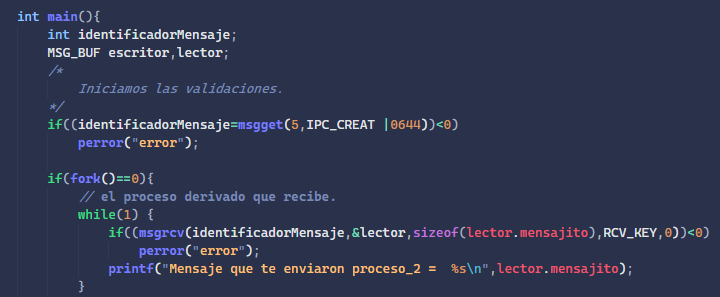 int main(){
int identificadorMensaje;
MSG_BUF escritor,lector;
/*
Iniciamos las validaciones.
*/
if((identificadorMensaje=msgget(5,IPC_CREAT |0644))<0)
perror("error");
if(fork()==0){
// el proceso derivado que recibe.
while(1) {
if((msgrcv(identificadorMensaje,&lector,sizeof(lector.mensajito),RCV_KEY,0))<0)
perror("error");
printf("Mensaje que te enviaron proceso_2 =  %s\n",lector.mensajito);
}